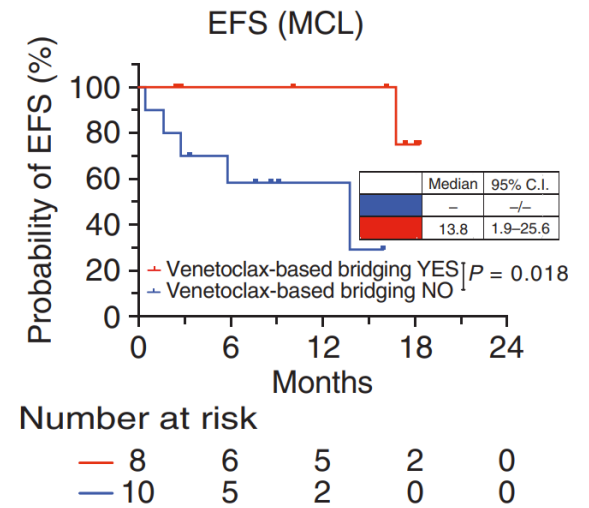 EFS (MCL)
Probability of EFS (%)
100
80
60
40
20
0
Median 95% C.I.
– –/–
13.8 1.9–25.6
Venetoclax-based bridging YES
Venetoclax-based bridging NO
P = 0.018
0 6 12 18 24
Months
Number at risk
8 6 5 2 0
10 5 2 0 0